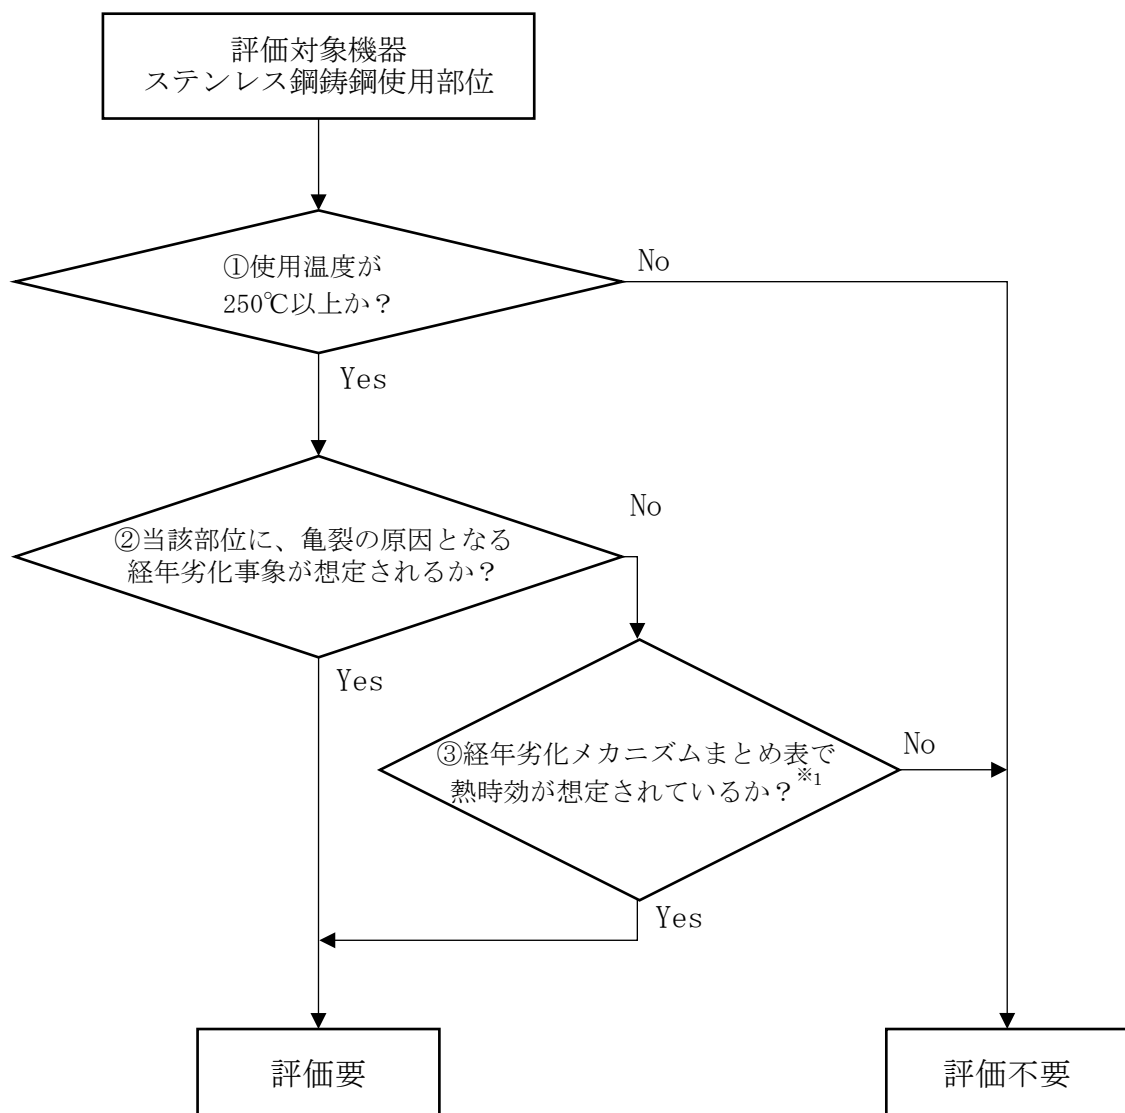 評価対象機器
ステンレス鋼鋳鋼使用部位
①使用温度が
250℃以上か？
No
Yes
②当該部位に、亀裂の原因となる
経年劣化事象が想定されるか？
No
Yes
③経年劣化メカニズムまとめ表で
熱時効が想定されているか？※1
No
Yes
評価要
評価不要